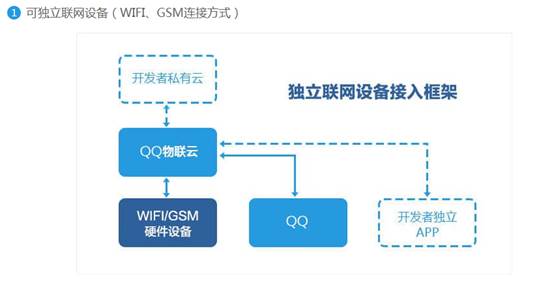 1 可独立联网设备（WIFI、GSM连接方式）
开发者私有云
独立联网设备接入框架
QQ物联云
WIFI/GSM
硬件设备
QQ
开发者独立
APP